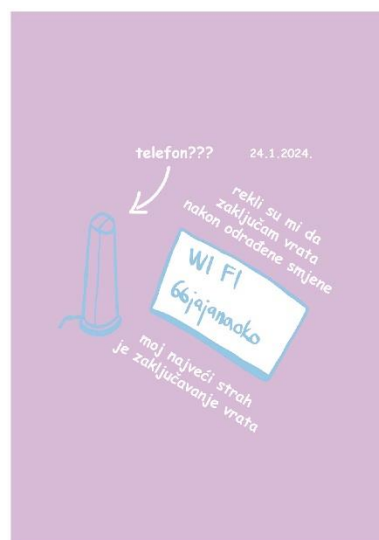 telefon???
24.1.2024.
rekli su mi da
zaključam vrata
nakon odrađene smjene
WI FI
66jajanaoko
moj najveći strah
je zaključavanje vrata